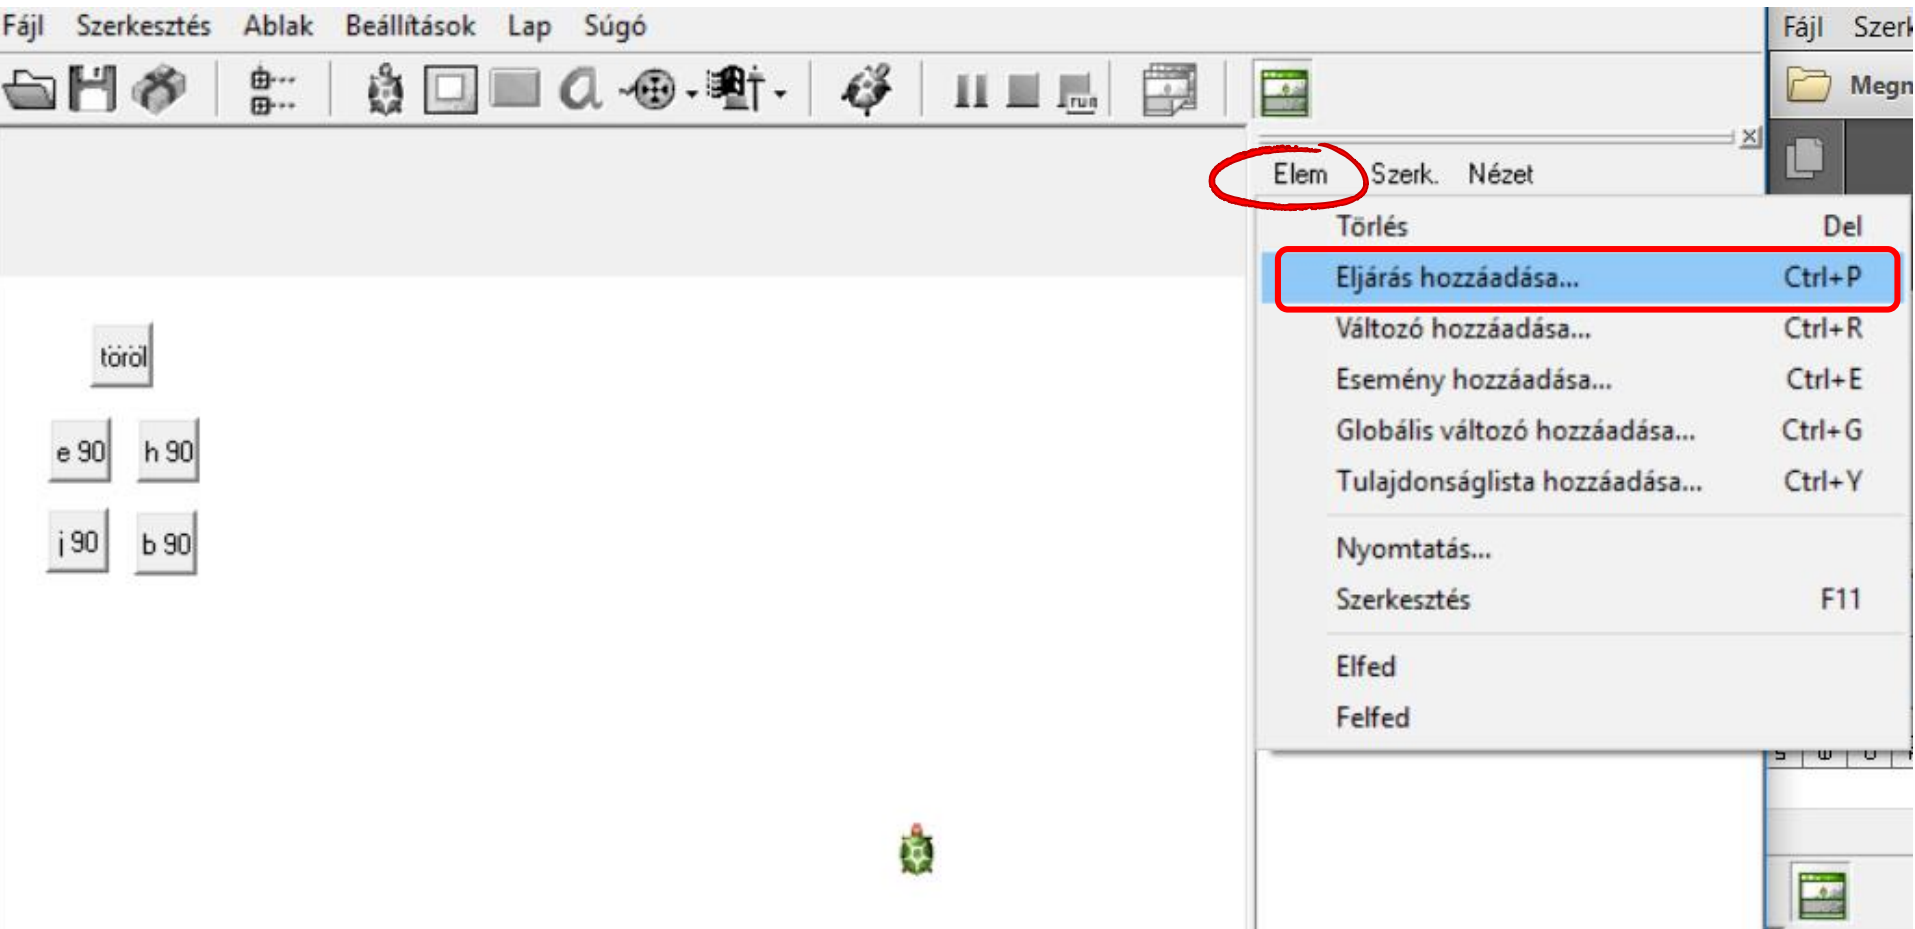 Fájl Szerkesztés Ablak Beállítások Lap Súgó
run
Elem Szerk. Nézet
Törlés Del
Eljárás hozzáadása... Ctrl+P
Változó hozzáadása... Ctrl+R
Esemény hozzáadása... Ctrl+E
Globális változó hozzáadása... Ctrl+G
Tulajdonságlista hozzáadása... Ctrl+Y
Nyomtatás...
Szerkesztés F11
Elfed
Felfed
töröl
e 90 h 90
j 90 b 90
Fájl Szerk
Megn